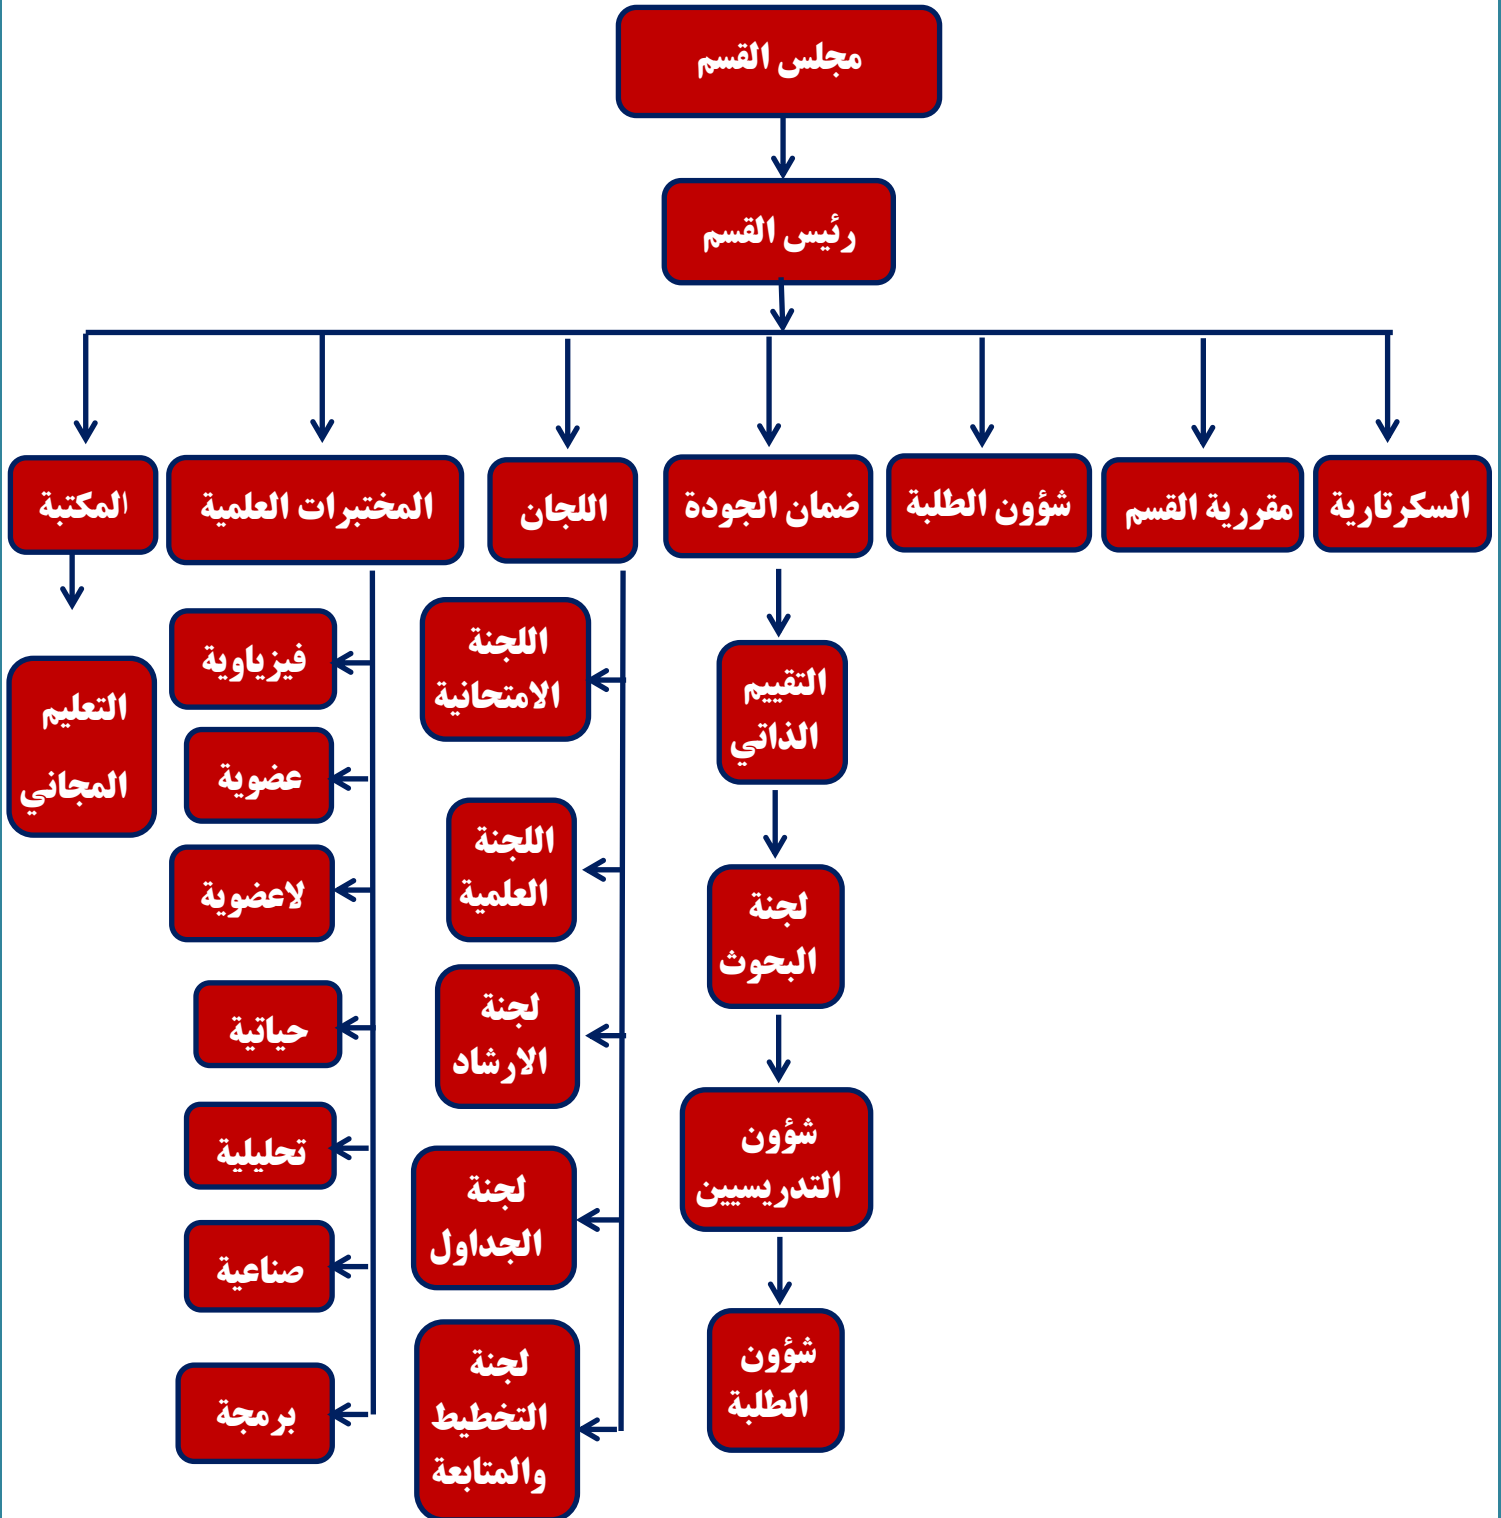 مجلس القسم
رئيس القسم
السكرتارية
مقررية القسم
شؤون الطلبة
ضمان الجودة
اللجان
المختبرات العلمية
المكتبة
التقييم
الذاتي
لجنة
البحوث
شؤون
التدريسيين
شؤون
الطلبة
اللجنة
الامتحانية
اللجنة
العلمية
لجنة
الارشاد
لجنة
الجداول
لجنة
التخطيط
والمتابعة
فيزياوية
عضوية
لاعضوية
حياتية
تحليلية
صناعية
برمجة
التعليم
المجاني